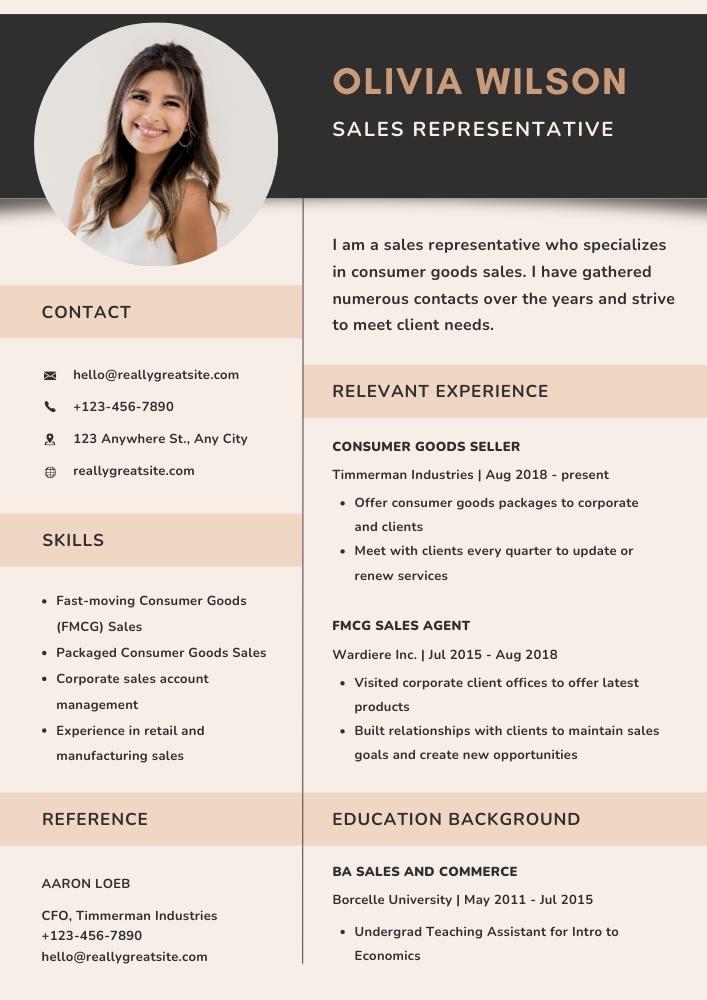 OLIVIA WILSON
SALES REPRESENTATIVE
I am a sales representative who specializes
in consumer goods sales. I have gathered
numerous contacts over the years and strive
to meet client needs.
CONTACT
hello@reallygreatsite.com
+123-456-7890
123 Anywhere St., Any City
reallygreatsite.com
SKILLS
• Fast-moving Consumer Goods
(FMCG) Sales
• Packaged Consumer Goods Sales
• Corporate sales account
management
• Experience in retail and
manufacturing sales
REFERENCE
AARON LOEB
CFO, Timmerman Industries
+123-456-7890
hello@reallygreatsite.com
RELEVANT EXPERIENCE
CONSUMER GOODS SELLER
Timmerman Industries | Aug 2018 - present
• Offer consumer goods packages to corporate
and clients
• Meet with clients every quarter to update or
renew services
FMCG SALES AGENT
Wardiere Inc. | Jul 2015 - Aug 2018
• Visited corporate client offices to offer latest
products
• Built relationships with clients to maintain sales
goals and create new opportunities
EDUCATION BACKGROUND
BA SALES AND COMMERCE
Borcelle University | May 2011 - Jul 2015
• Undergrad Teaching Assistant for Intro to
Economics